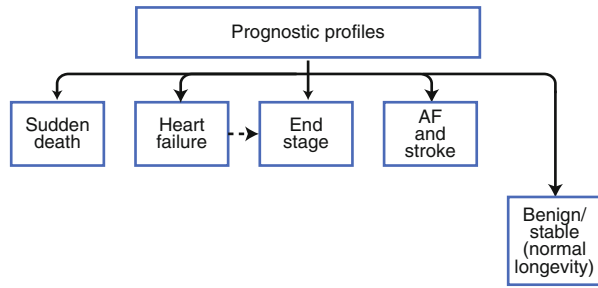 Prognostic profiles
Sudden
death
Heart
failure
End
stage
AF
and
stroke
Benign/
stable
(normal
longevity)